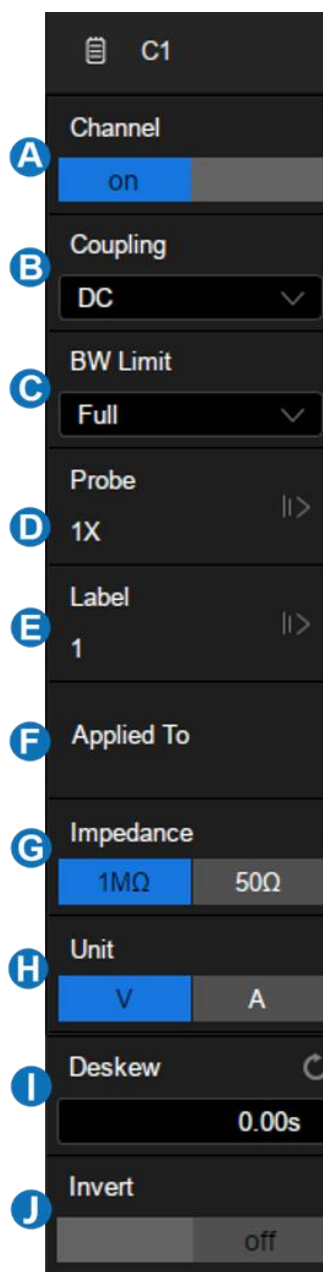 C1
A
Channel
on
B
Coupling
DC
C
BW Limit
Full
D
Probe
1X
E
Label
1
F
Applied To
G
Impedance
1MΩ 50Ω
H
Unit
V A
I
Deskew
0.00s
J
Invert
off